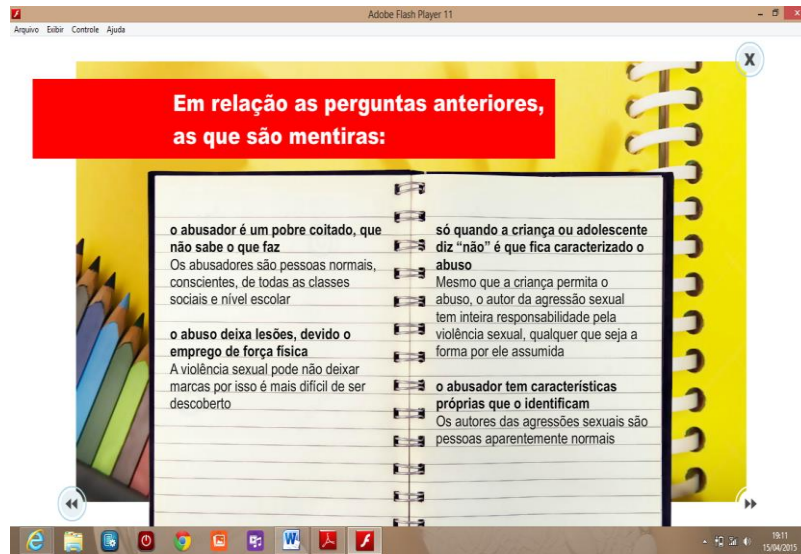 Adobe Flash Player 11
Arquivo Exibir Controle Ajuda
X
Em relação as perguntas anteriores,
as que são mentiras:
o abusador é um pobre coitado, que
não sabe o que faz
Os abusadores são pessoas normais,
conscientes, de todas as classes
sociais e nível escolar
o abuso deixa lesões, devido o
emprego de força física
A violência sexual pode não deixar
marcas por isso é mais difícil de ser
descoberto
só quando a criança ou adolescente
diz “não” é que fica caracterizado o
abuso
Mesmo que a criança permita o
abuso, o autor da agressão sexual
tem inteira responsabilidade pela
violência sexual, qualquer que seja a
forma por ele assumida
o abusador tem características
próprias que o identificam
Os autores das agressões sexuais são
pessoas aparentemente normais
19:11
15/04/2015